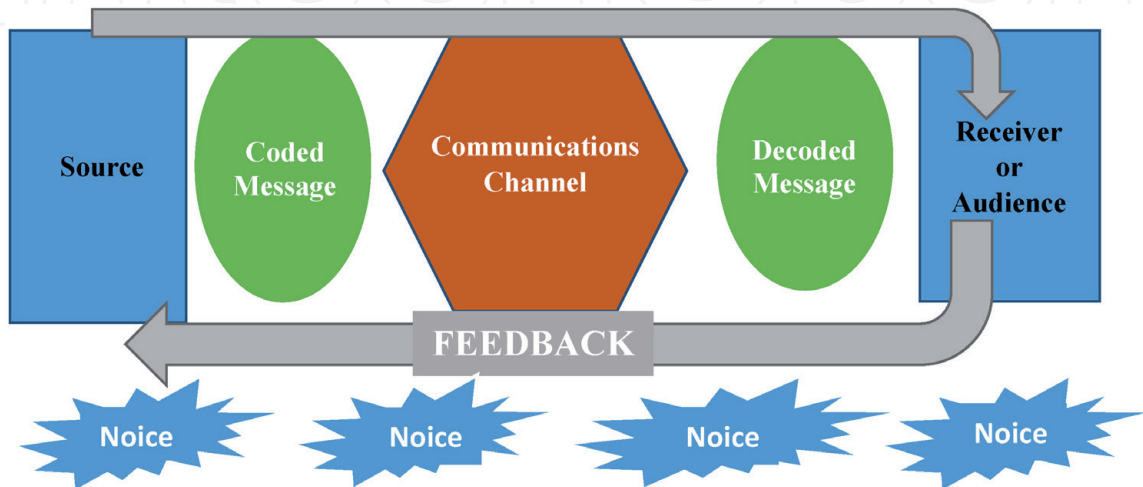 Source
Coded
Message
Communications
Channel
Decoded
Message
Receiver
or
Audience
FEEDBACK
Noice
Noice
Noice
Noice